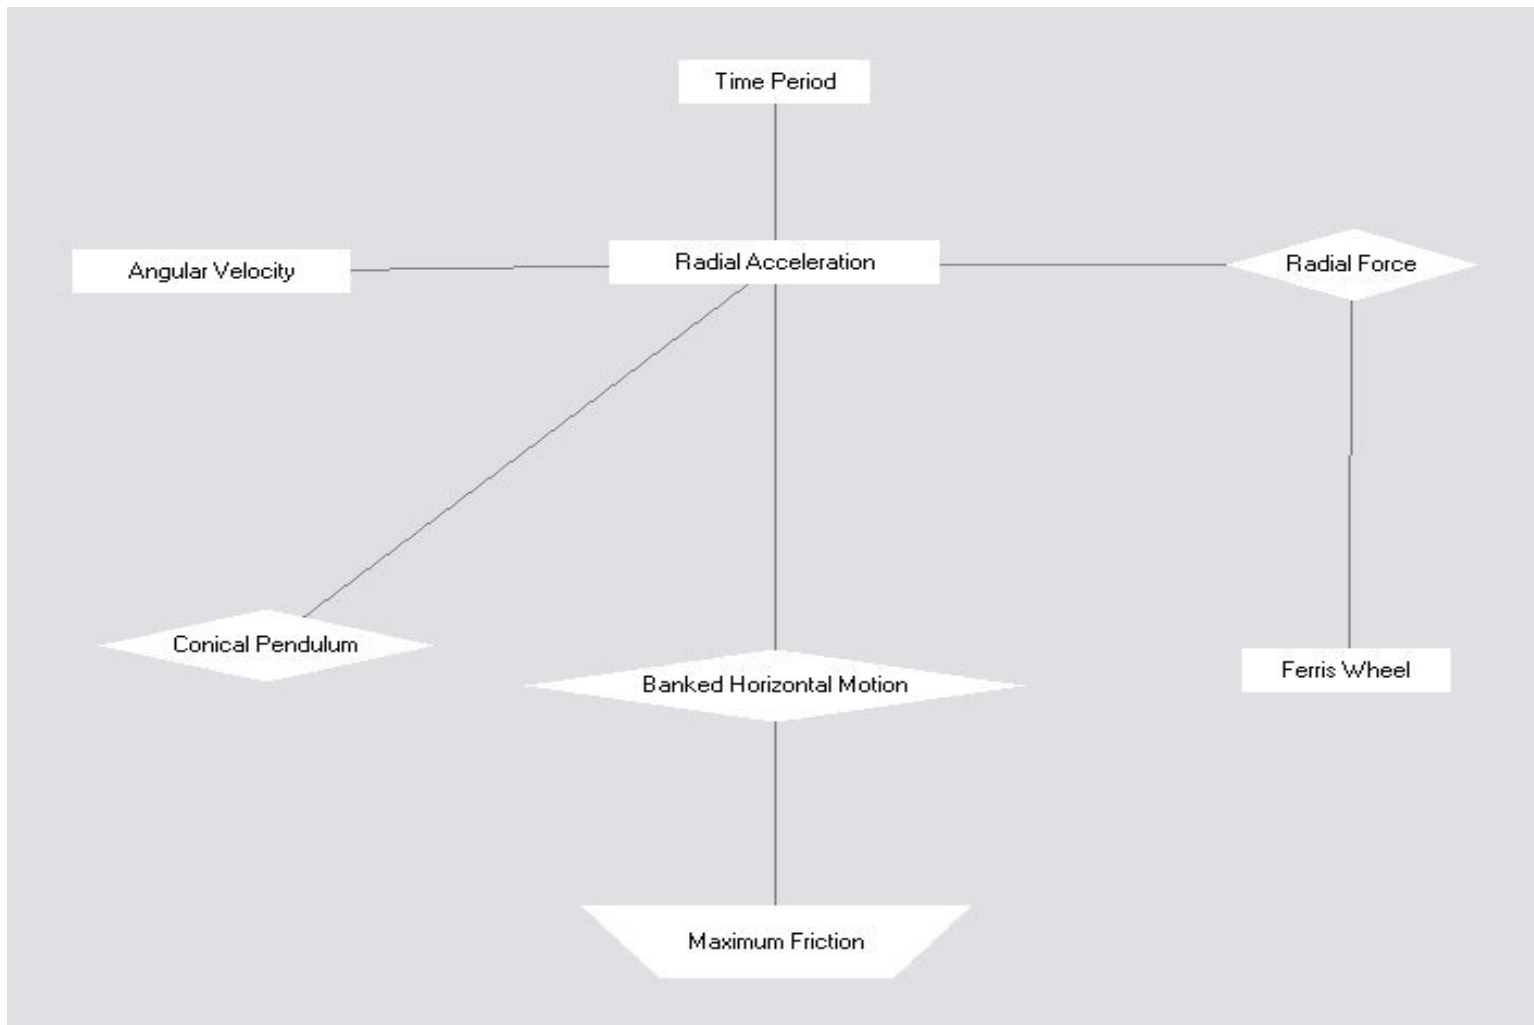 Time Period
Angular Velocity
Radial Acceleration
Radial Force
Conical Pendulum
Banked Horizontal Motion
Ferris Wheel
Maximum Friction